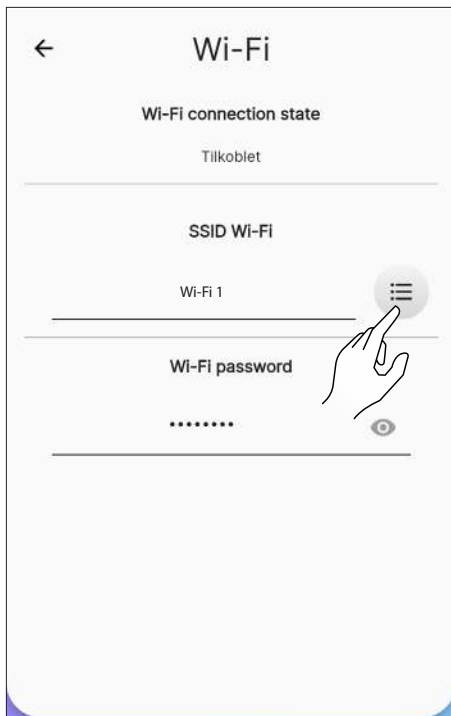 Wi-Fi
Wi-Fi connection state
Tilkoblet
SSID Wi-Fi
Wi-Fi 1
Wi-Fi password
••••••••